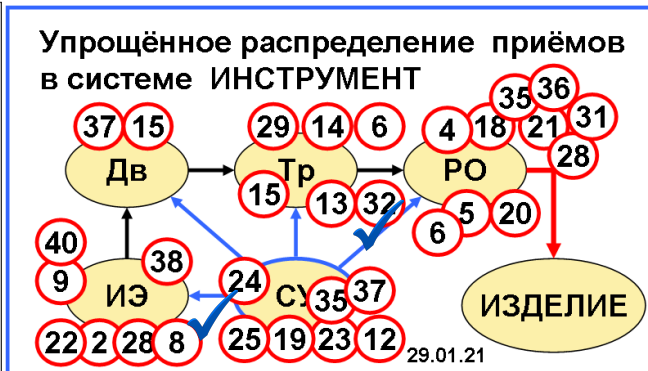 Упрощённое распределение приёмов
в системе ИНСТРУМЕНТ
35 36
37 15 29 14 6 4 18 21 31
28
Дв Тр РО
15 13 32 6 5 20
40
9 38 24 35 37
ИЭ СУ ИЗДЕЛИЕ
22 2 28 8 25 19 23 12
29.01.21